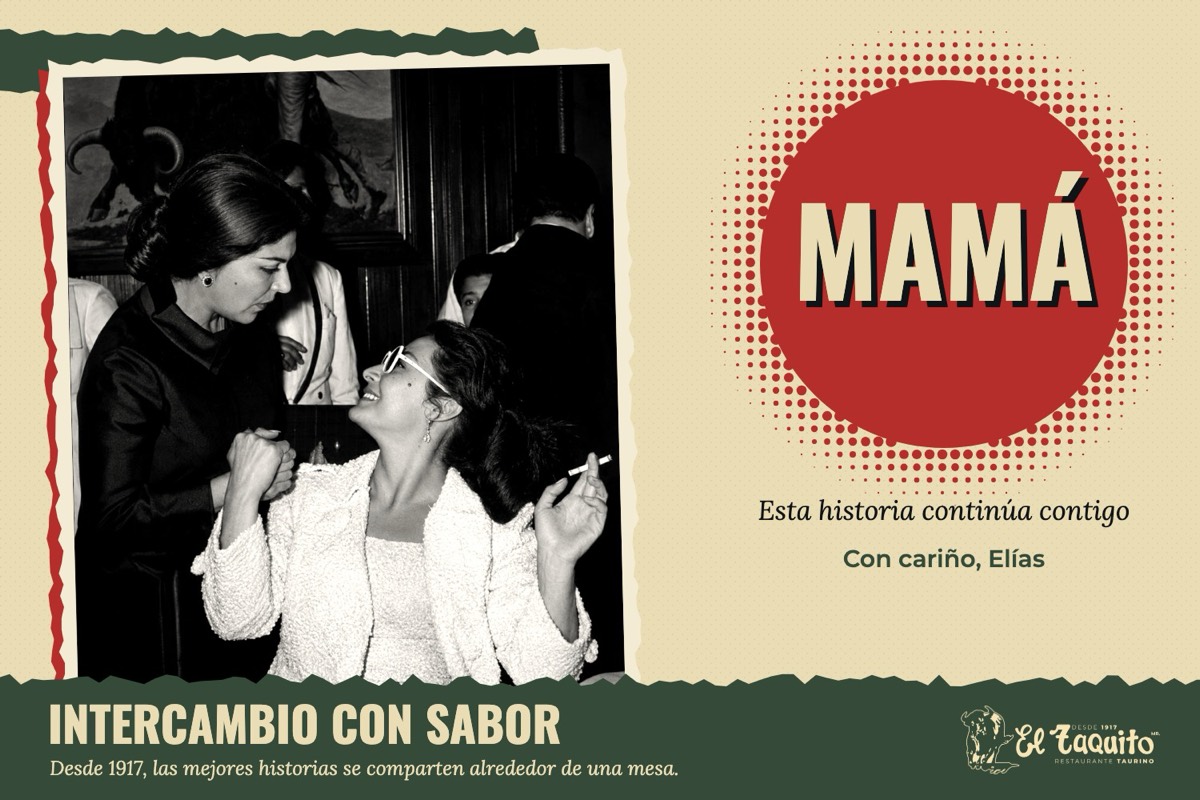 MAMÁ
Esta historia continúa contigo
Con cariño, Elías
INTERCAMBIO CON SABOR
Desde 1917, las mejores historias se comparten alrededor de una mesa.
DESDE 1917
El Taquito MR.
RESTAURANTE TAURINO